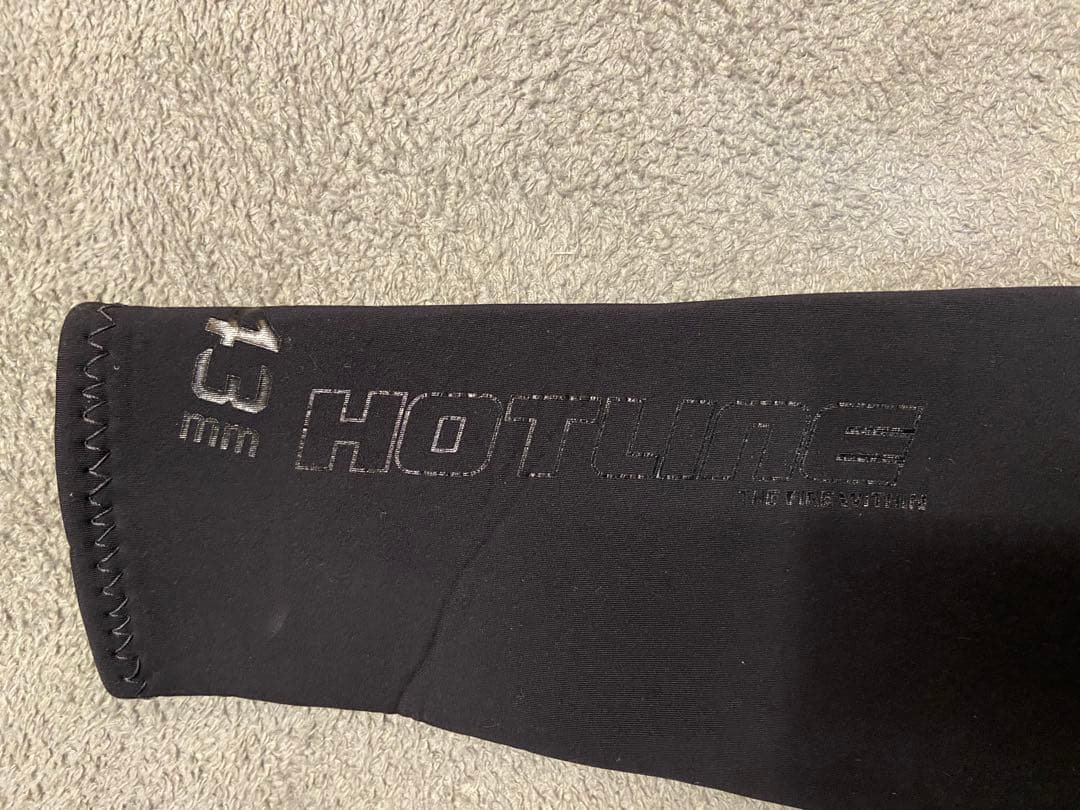 3
mm
HOTLINE
THE FIRE WITHIN